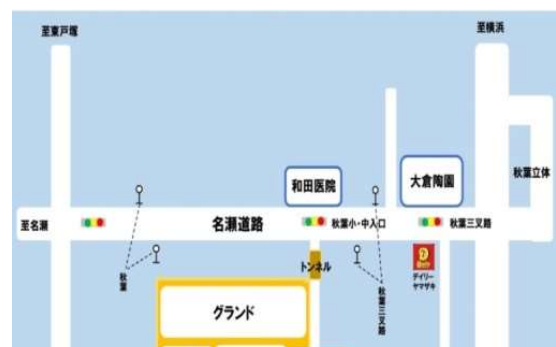 至東戸塚
至横浜
和田医院
大倉陶園
秋葉立体
至名瀬
名瀬道路
秋葉小・中入口
秋葉三叉路
トンネル
デイリー
ヤマザキ
秋葉
秋葉三叉路
グランド